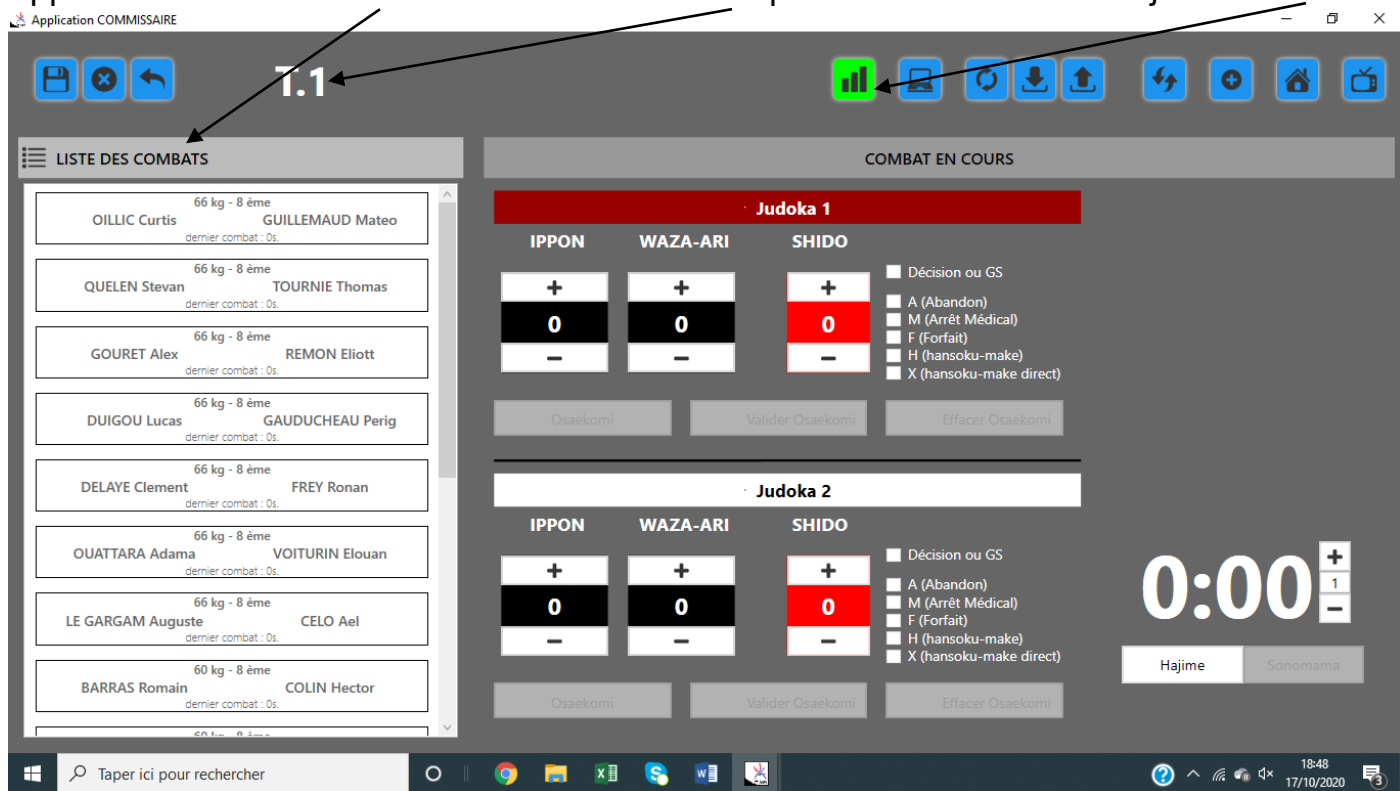 Application COMMISSAIRE
T.1
LISTE DES COMBATS
COMBAT EN COURS
66 kg - 8 ème
OILLIC Curtis GUILLEMAUD Mateo
dernier combat : 0s.
66 kg - 8 ème
QUELEN Stevan TOURNIE Thomas
dernier combat : 0s.
66 kg - 8 ème
GOURET Alex REMON Eliott
dernier combat : 0s.
66 kg - 8 ème
DUIGOU Lucas GAUDUCHEAU Perig
dernier combat : 0s.
66 kg - 8 ème
DELAYE Clement FREY Ronan
dernier combat : 0s.
66 kg - 8 ème
OUATTARA Adama VOITURIN Elouan
dernier combat : 0s.
66 kg - 8 ème
LE GARGAM Auguste CELO Ael
dernier combat : 0s.
60 kg - 8 ème
BARRAS Romain COLIN Hector
dernier combat : 0s.
60 kg - 8 ème
Judoka 1
IPPON WAZA-ARI SHIDO
+ + +
0 0 0
− − −
Décision ou GS
A (Abandon)
M (Arrêt Médical)
F (Forfait)
H (hansoku-make)
X (hansoku-make direct)
Osaekomi Valider Osaekomi Effacer Osaekomi
Judoka 2
IPPON WAZA-ARI SHIDO
+ + +
0 0 0
− − −
Décision ou GS
A (Abandon)
M (Arrêt Médical)
F (Forfait)
H (hansoku-make)
X (hansoku-make direct)
Osaekomi Valider Osaekomi Effacer Osaekomi
0:00
+
1
−
Hajime Sonomama
Taper ici pour rechercher
18:48
17/10/2020
3